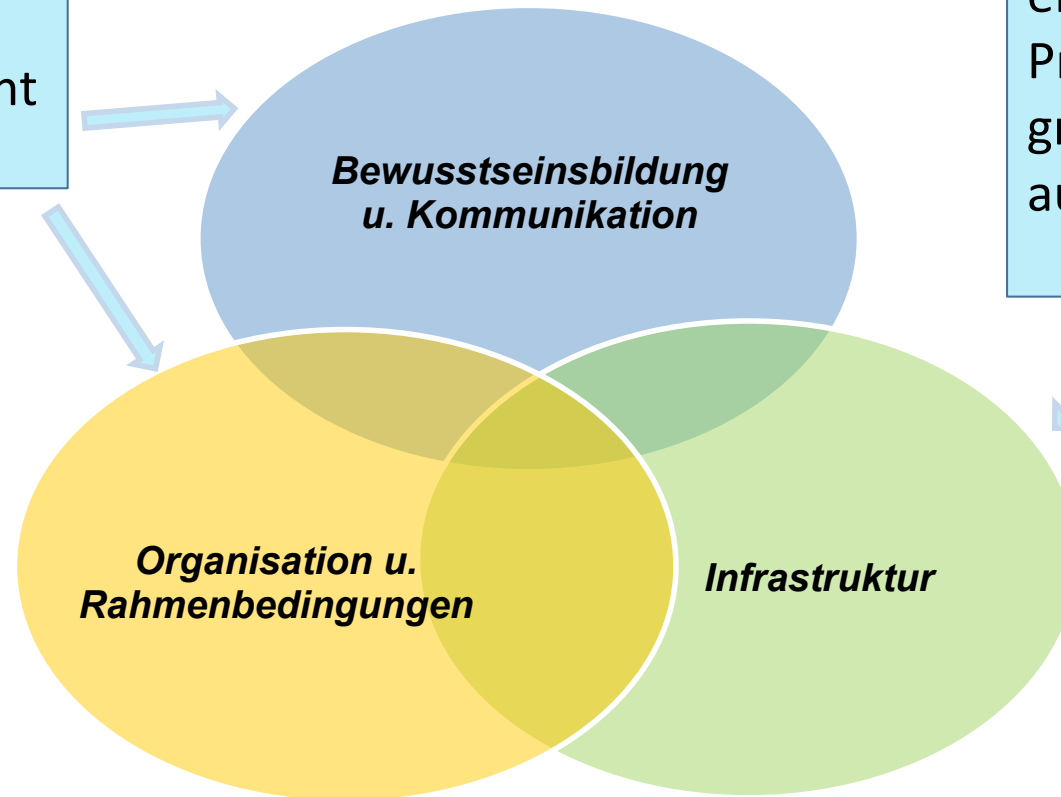 Bewusstseinsbildung
u. Kommunikation
Organisation u.
Rahmenbedingungen
Infrastruktur